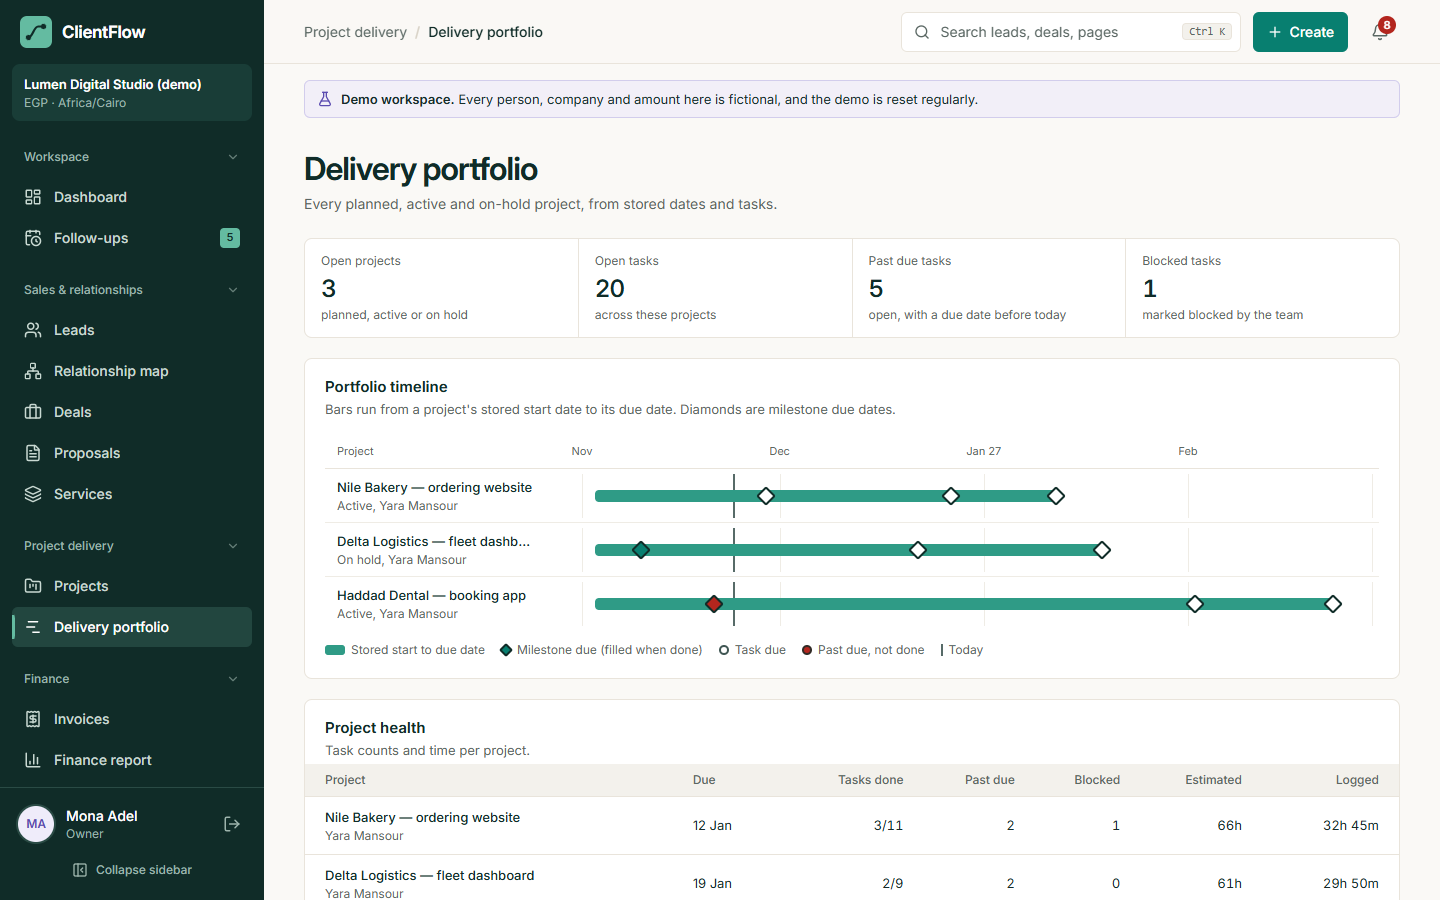 ClientFlow
Lumen Digital Studio (demo)
EGP · Africa/Cairo
Workspace
Dashboard
Follow-ups 5
Sales & relationships
Leads
Relationship map
Deals
Proposals
Services
Project delivery
Projects
Delivery portfolio
Finance
Invoices
Finance report
MA Mona Adel
Owner
Collapse sidebar
Project delivery / Delivery portfolio
Search leads, deals, pages Ctrl K
+ Create
8
Demo workspace. Every person, company and amount here is fictional, and the demo is reset regularly.
Delivery portfolio
Every planned, active and on-hold project, from stored dates and tasks.
Open projects
3
planned, active or on hold
Open tasks
20
across these projects
Past due tasks
5
open, with a due date before today
Blocked tasks
1
marked blocked by the team
Portfolio timeline
Bars run from a project's stored start date to its due date. Diamonds are milestone due dates.
Project Nov Dec Jan 27 Feb
Nile Bakery — ordering website
Active, Yara Mansour
Delta Logistics — fleet dashb...
On hold, Yara Mansour
Haddad Dental — booking app
Active, Yara Mansour
Stored start to due date Milestone due (filled when done) Task due Past due, not done Today
Project health
Task counts and time per project.
Project Due Tasks done Past due Blocked Estimated Logged
Nile Bakery — ordering website
Yara Mansour
12 Jan 3/11 2 1 66h 32h 45m
Delta Logistics — fleet dashboard
Yara Mansour
19 Jan 2/9 2 0 61h 29h 50m